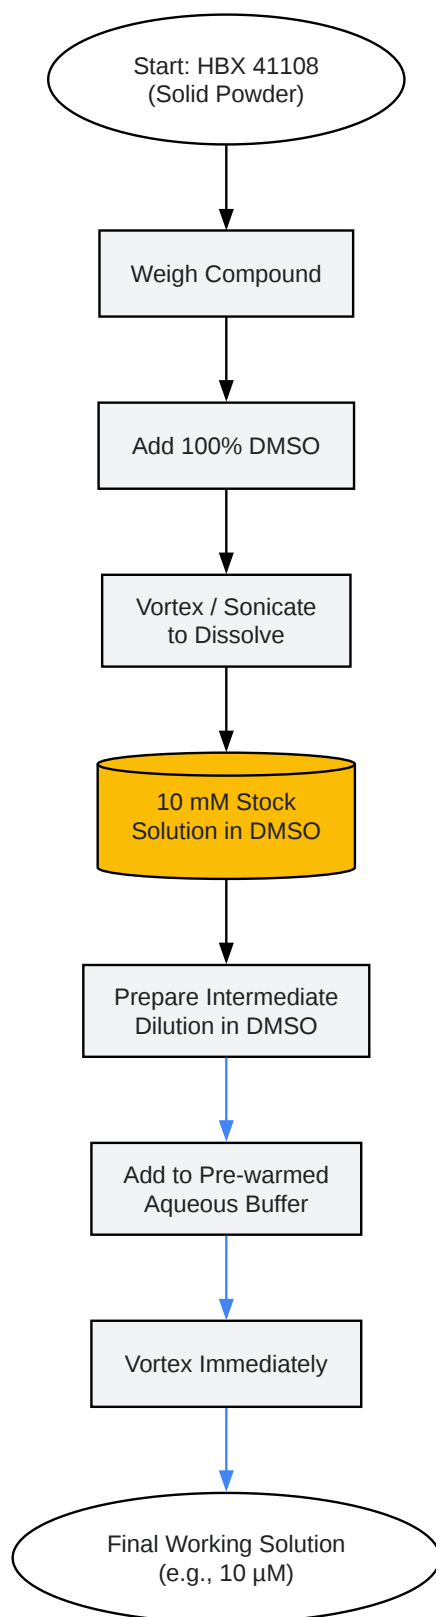 Start: HBX 41108
(Solid Powder)
Weigh Compound
Add 100% DMSO
Vortex / Sonicate
to Dissolve
10 mM Stock
Solution in DMSO
Prepare Intermediate
Dilution in DMSO
Add to Pre-warmed
Aqueous Buffer
Vortex Immediately
Final Working Solution
(e.g., 10 µM)